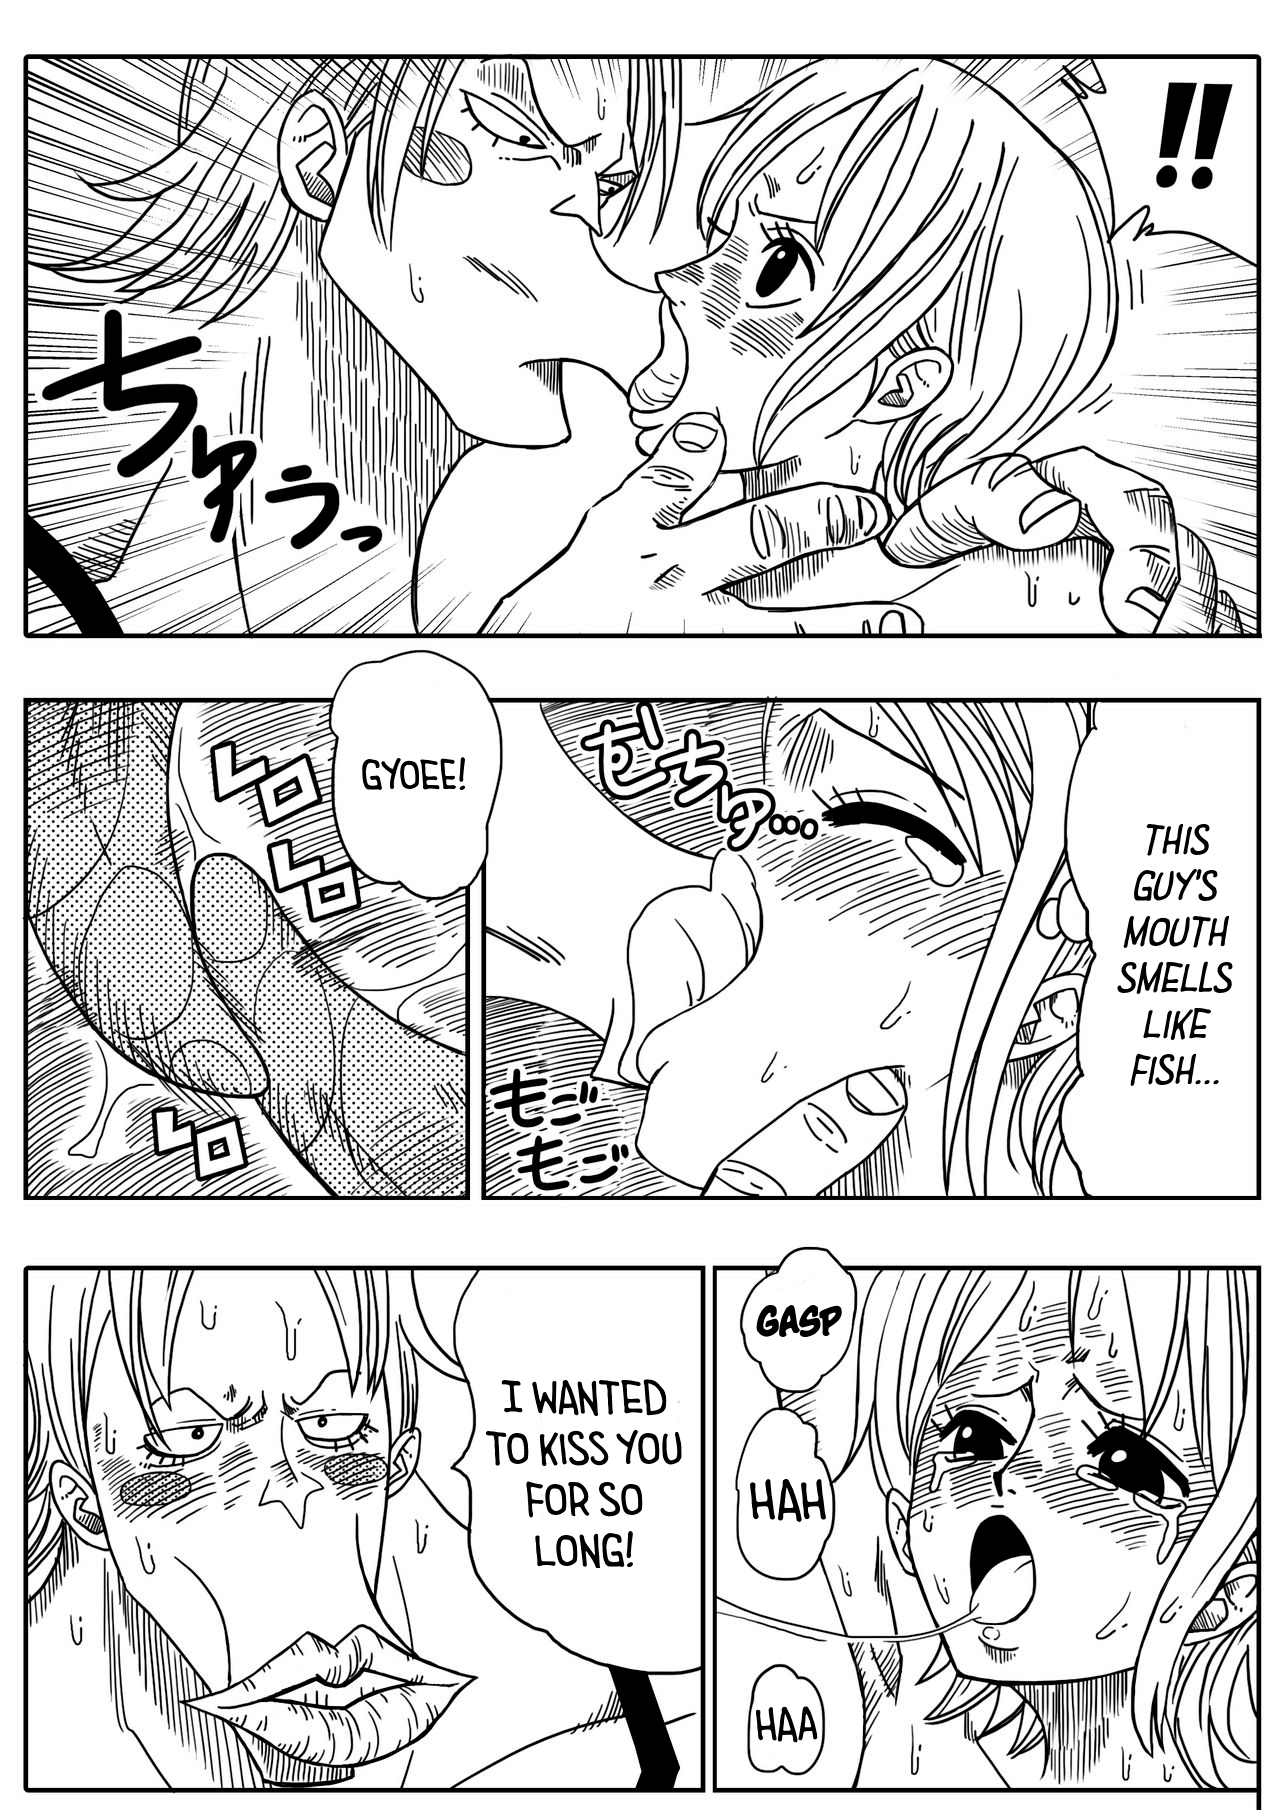 !!
ちゅうっ
THIS
GUY'S
MOUTH
SMELLS
LIKE
FISH...
ぢちゅ...
もご
もご
GYOEE!
レロ
レロ
レロ
GASP
HAH
HAA
I WANTED
TO KISS YOU
FOR SO
LONG!